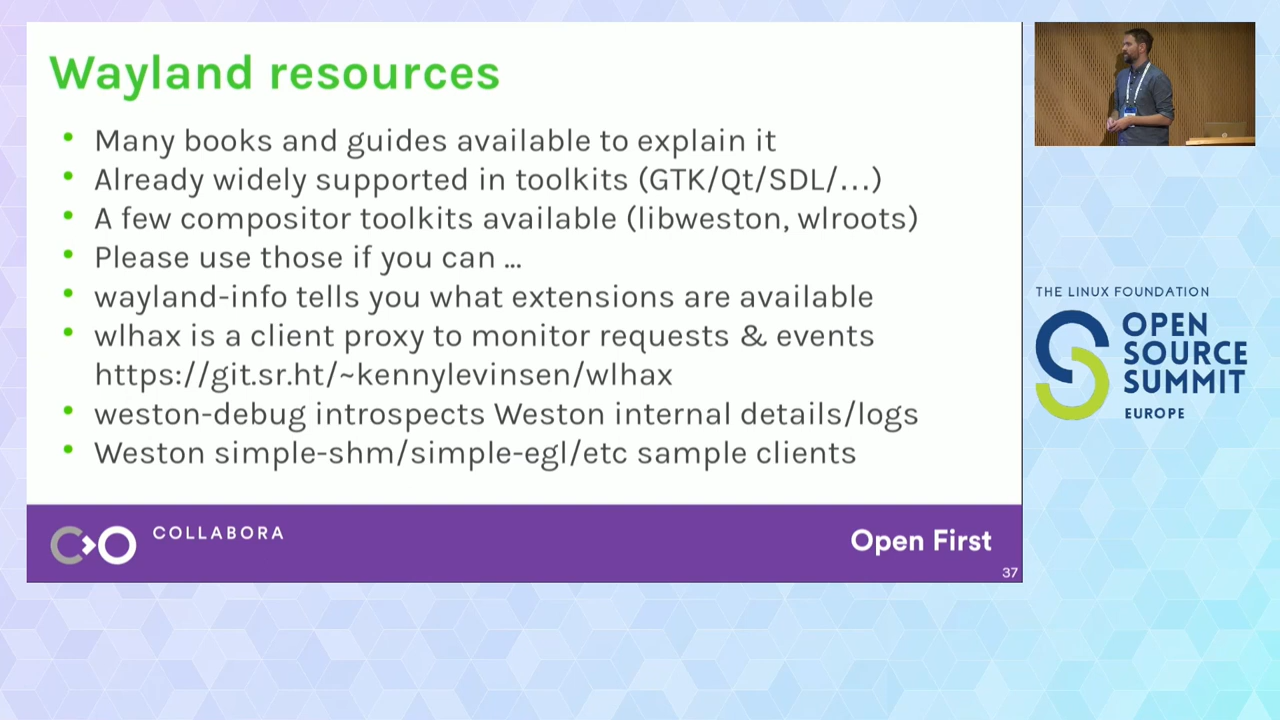 Wayland resources
• Many books and guides available to explain it
• Already widely supported in toolkits (GTK/Qt/SDL/…)
• A few compositor toolkits available (libweston, wlroots)
• Please use those if you can …
• wayland-info tells you what extensions are available
• wlhax is a client proxy to monitor requests & events
https://git.sr.ht/~kennylevinsen/wlhax
• weston-debug introspects Weston internal details/logs
• Weston simple-shm/simple-egl/etc sample clients
COLLABORA
Open First
37
THE LINUX FOUNDATION
OPEN
SOURCE
SUMMIT
EUROPE